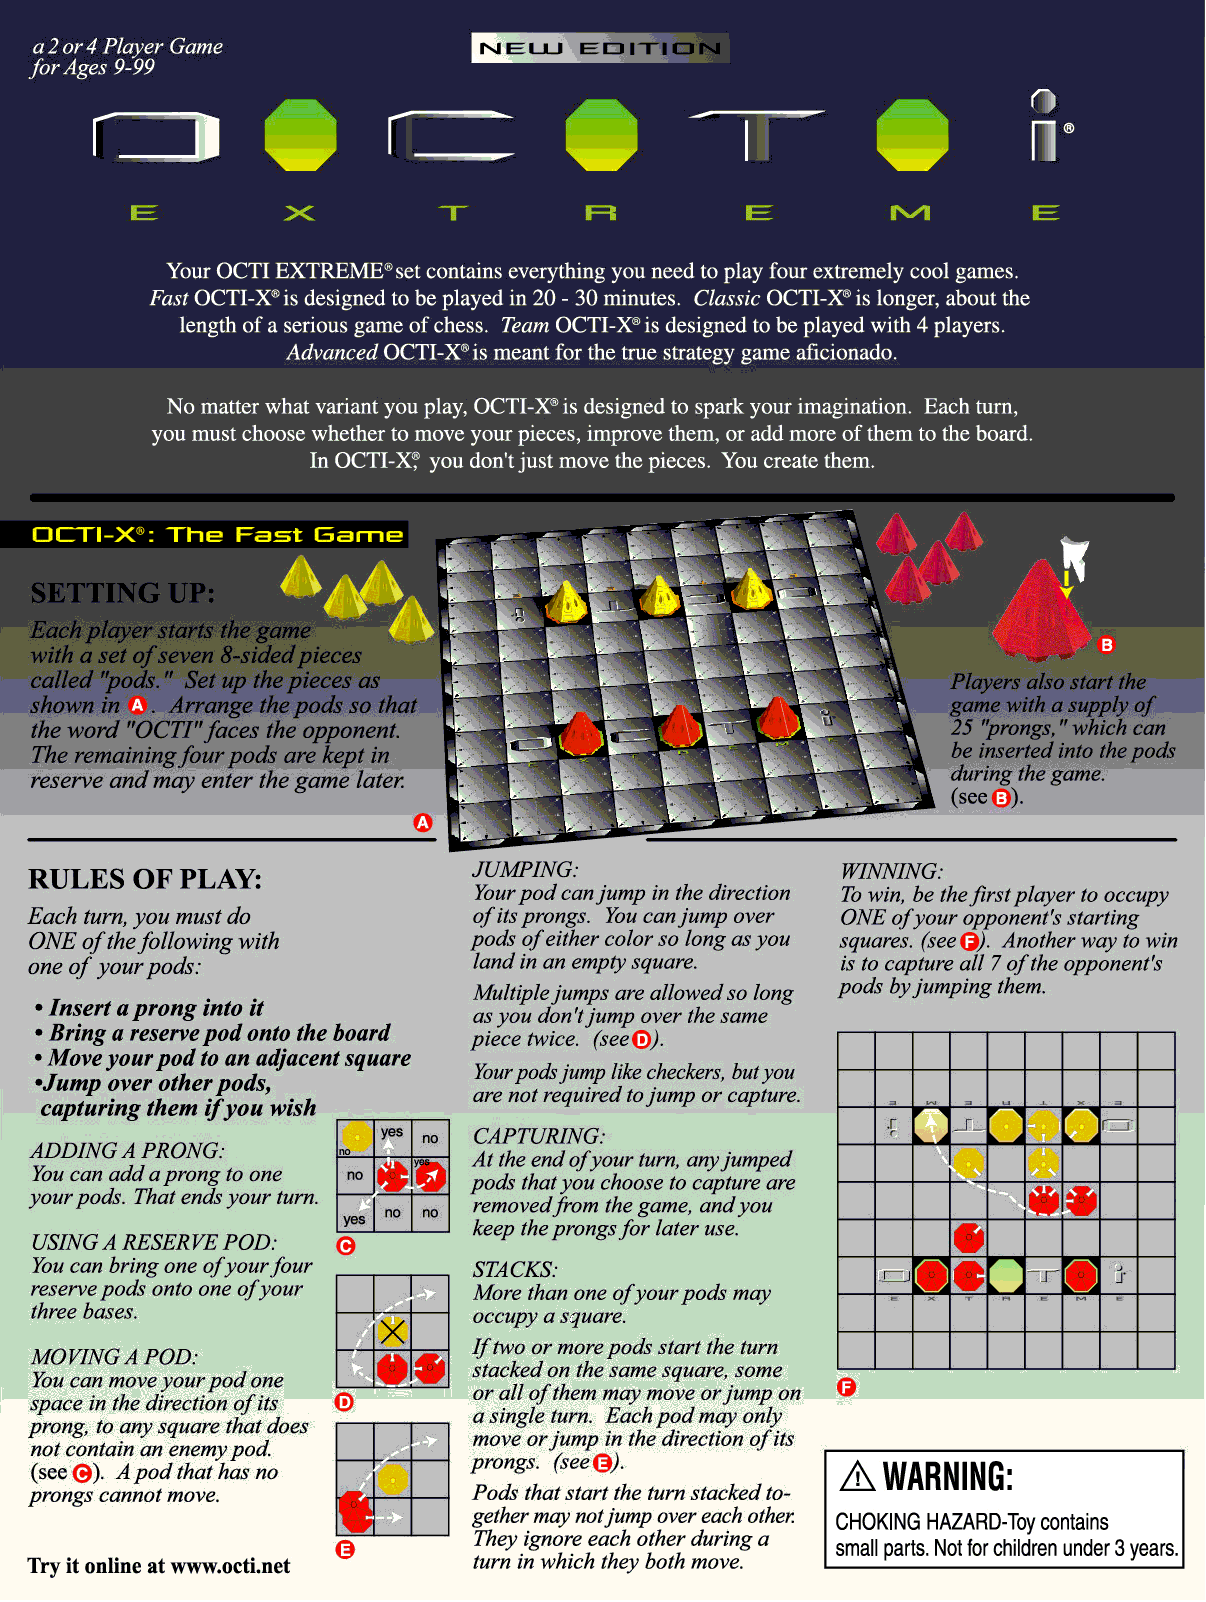 a 2 or 4 Player Game
for Ages 9-99
NEW EDITION
OCTi®
EXTREME
Your OCTI EXTREME® set contains everything you need to play four extremely cool games.
Fast OCTI-X® is designed to be played in 20 - 30 minutes. Classic OCTI-X® is longer, about the
length of a serious game of chess. Team OCTI-X® is designed to be played with 4 players.
Advanced OCTI-X® is meant for the true strategy game aficionado.
No matter what variant you play, OCTI-X® is designed to spark your imagination. Each turn,
you must choose whether to move your pieces, improve them, or add more of them to the board.
In OCTI-X®, you don't just move the pieces. You create them.
OCTI-X®: The Fast Game
SETTING UP:
Each player starts the game
with a set of seven 8-sided pieces
called "pods." Set up the pieces as
shown in A . Arrange the pods so that
the word "OCTI" faces the opponent.
The remaining four pods are kept in
reserve and may enter the game later.
A
B
Players also start the
game with a supply of
25 "prongs," which can
be inserted into the pods
during the game.
(see B).
RULES OF PLAY:
Each turn, you must do
ONE of the following with
one of your pods:
• Insert a prong into it
• Bring a reserve pod onto the board
• Move your pod to an adjacent square
•Jump over other pods,
capturing them if you wish
ADDING A PRONG:
You can add a prong to one
your pods. That ends your turn.
USING A RESERVE POD:
You can bring one of your four
reserve pods onto one of your
three bases.
MOVING A POD:
You can move your pod one
space in the direction of its
prong, to any square that does
not contain an enemy pod.
(see C). A pod that has no
prongs cannot move.
Try it online at www.octi.net
no
yes
no
no
yes
yes
no
no
C
D
E
JUMPING:
Your pod can jump in the direction
of its prongs. You can jump over
pods of either color so long as you
land in an empty square.
Multiple jumps are allowed so long
as you don't jump over the same
piece twice. (see D).
Your pods jump like checkers, but you
are not required to jump or capture.
CAPTURING:
At the end of your turn, any jumped
pods that you choose to capture are
removed from the game, and you
keep the prongs for later use.
STACKS:
More than one of your pods may
occupy a square.
If two or more pods start the turn
stacked on the same square, some
or all of them may move or jump on
a single turn. Each pod may only
move or jump in the direction of its
prongs. (see E).
Pods that start the turn stacked to-
gether may not jump over each other.
They ignore each other during a
turn in which they both move.
WINNING:
To win, be the first player to occupy
ONE of your opponent's starting
squares. (see F). Another way to win
is to capture all 7 of the opponent's
pods by jumping them.
E M E R T X E
i T O
O T i
E X T R E M E
F
WARNING:
CHOKING HAZARD-Toy contains
small parts. Not for children under 3 years.